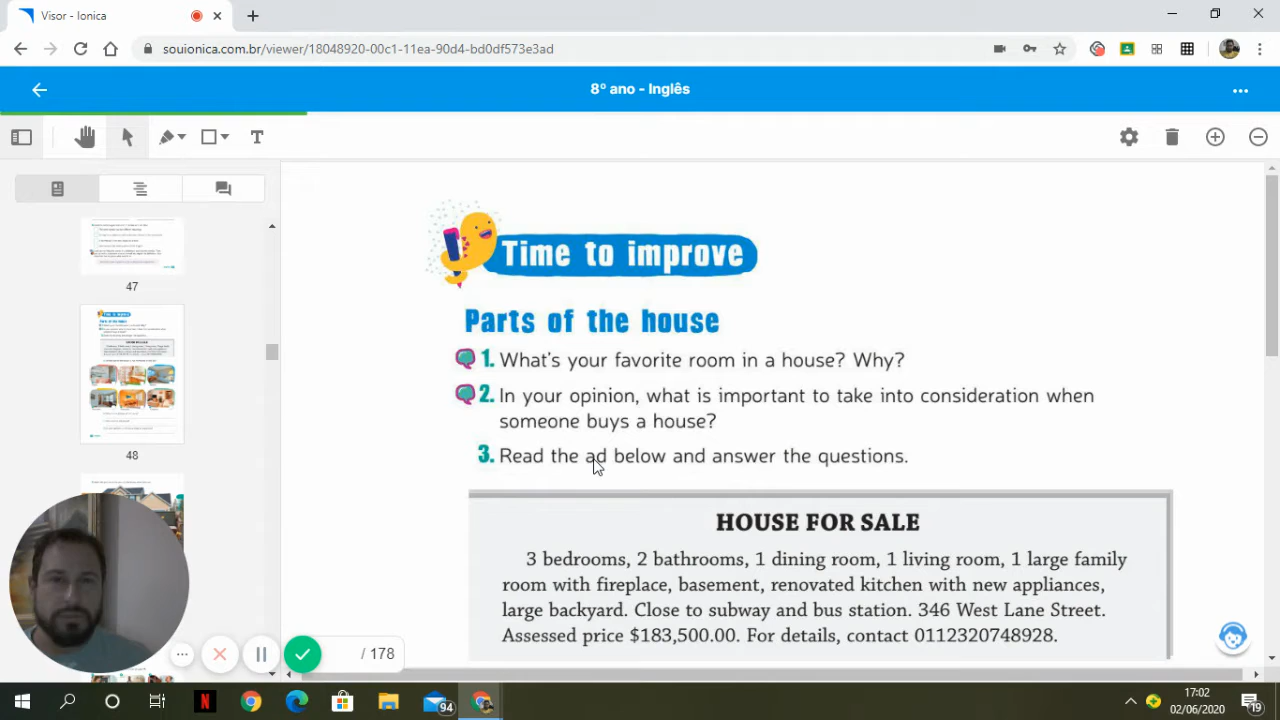 Visor - Ionica
souionica.com.br/viewer/18048920-00c1-11ea-90d4-bd0df573e3ad
8º ano - Inglês
T
47
48
Time to improve
Parts of the house
1. What's your favorite room in a house? Why?
2. In your opinion, what is important to take into consideration when
someone buys a house?
3. Read the ad below and answer the questions.
HOUSE FOR SALE
3 bedrooms, 2 bathrooms, 1 dining room, 1 living room, 1 large family
room with fireplace, basement, renovated kitchen with new appliances,
large backyard. Close to subway and bus station. 346 West Lane Street.
Assessed price $183,500.00. For details, contact 0112320748928.
/ 178
94
17:02
02/06/2020
19